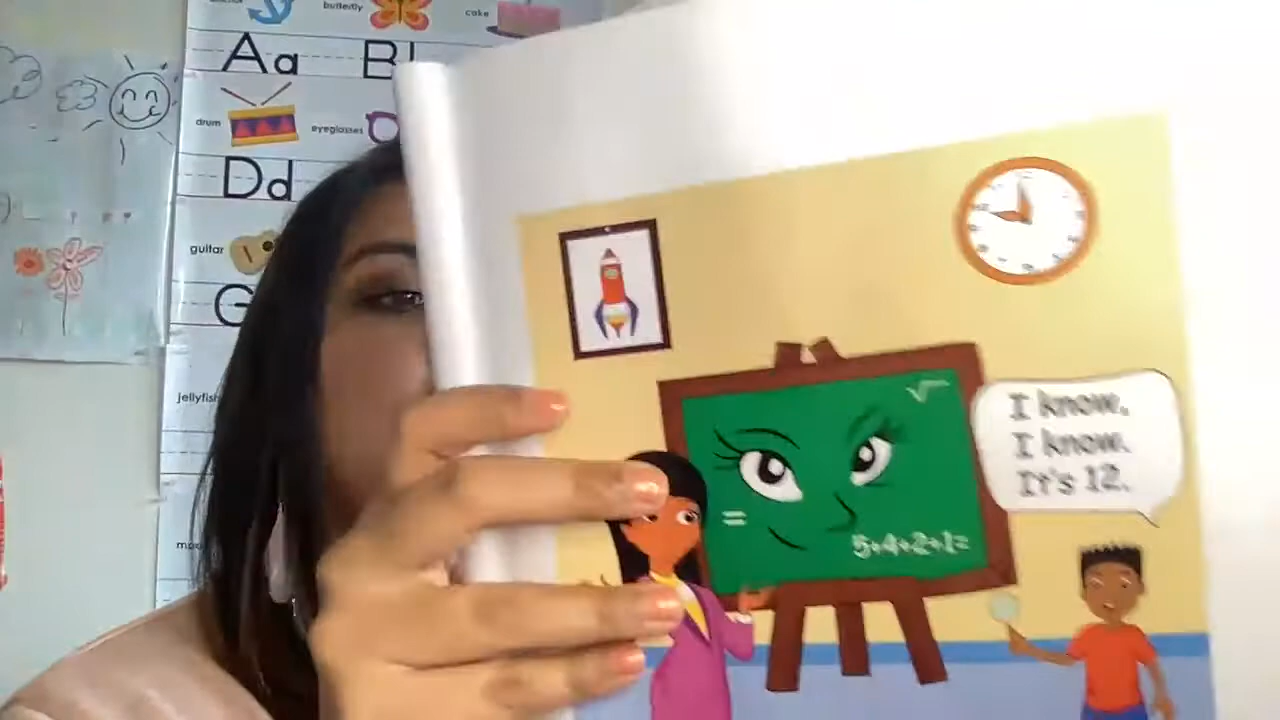 butterfly
cake
Aa
B
drum
eyeglasses
Dd
guitar
G
jellyfish
I know,
I know.
It's 12.
=
5+4+2+1=